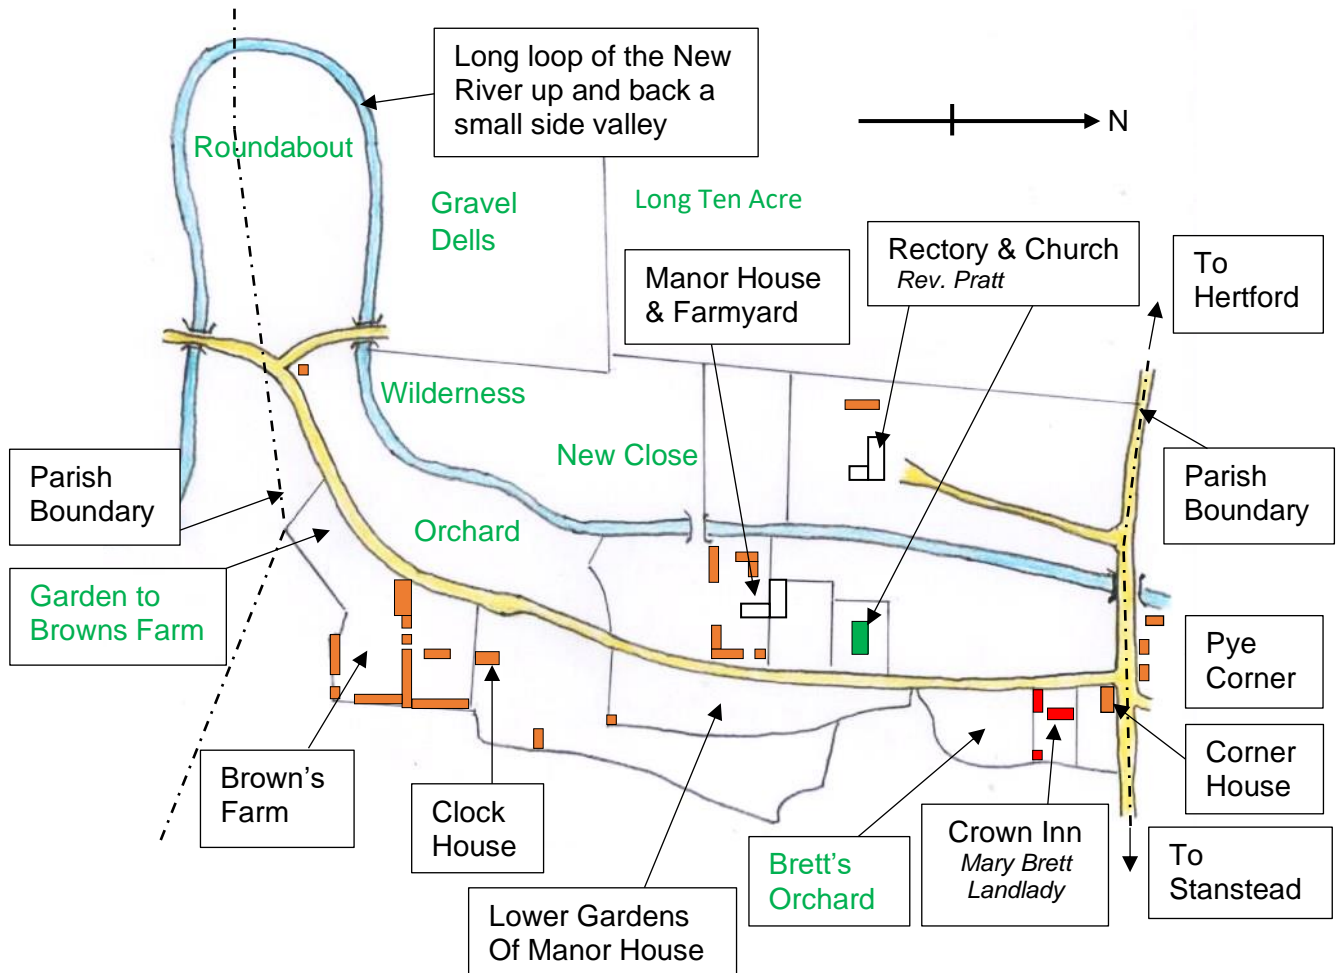 Long loop of the New
River up and back a
small side valley
N
Roundabout
Gravel
Dells
Long Ten Acre
Rectory & Church
Rev. Pratt
To
Hertford
Manor House
& Farmyard
Wilderness
New Close
Parish
Boundary
Parish
Boundary
Orchard
Garden to
Browns Farm
Pye
Corner
Corner
House
Brown's
Farm
Clock
House
Crown Inn
Mary Brett
Landlady
Brett's
Orchard
To
Stanstead
Lower Gardens
Of Manor House